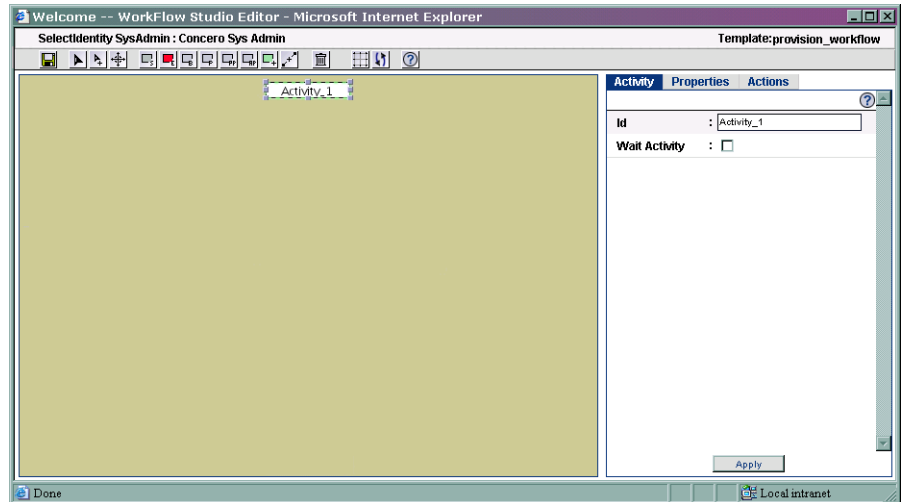 Welcome -- WorkFlow Studio Editor - Microsoft Internet Explorer
SelectIdentity SysAdmin : Concero Sys Admin Template:provision_workflow
Activity_1
Activity Properties Actions
Id : Activity_1
Wait Activity :
Apply
Done Local intranet